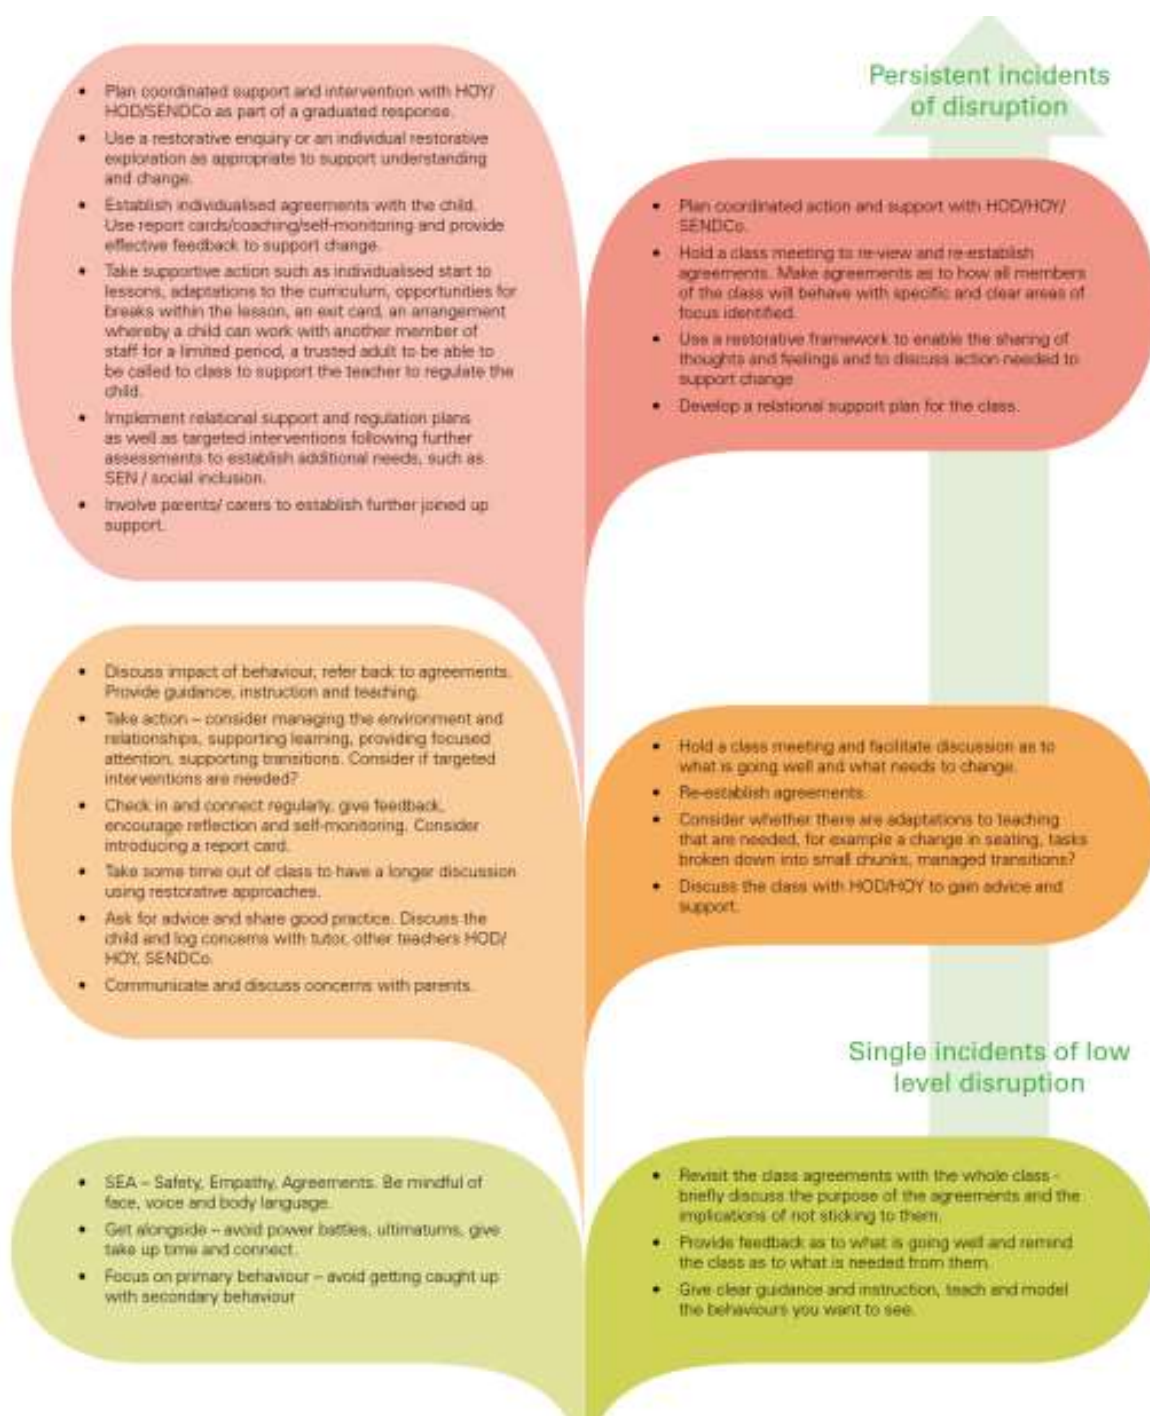 • Plan coordinated support and intervention with HOY/
HOD/SENDCo as part of a graduated response.
• Use a restorative enquiry or an individual restorative
exploration as appropriate to support understanding
and change.
• Establish individualised agreements with the child.
Use report cards/coaching/self-monitoring and provide
effective feedback to support change.
• Take supportive action such as individualised start to
lessons, adaptations to the curriculum, opportunities for
breaks within the lesson, an exit card, an arrangement
whereby a child can work with another member of
staff for a limited period, a trusted adult to be able to
be called to class to support the teacher to regulate the
child.
• Implement relational support and regulation plans
as well as targeted interventions following further
assessments to establish additional needs, such as
SEN / social inclusion.
• Involve parents/ carers to establish further joined up
support.
Persistent incidents
of disruption
• Plan coordinated action and support with HOD/HOY/
SENDCo.
• Hold a class meeting to re-view and re-establish
agreements. Make agreements as to how all members
of the class will behave with specific and clear areas of
focus identified.
• Use a restorative framework to enable the sharing of
thoughts and feelings and to discuss action needed to
support change
• Develop a relational support plan for the class.
• Discuss impact of behaviour, refer back to agreements.
Provide guidance, instruction and teaching.
• Take action – consider managing the environment and
relationships, supporting learning, providing focused
attention, supporting transitions. Consider if targeted
interventions are needed?
• Check in and connect regularly, give feedback,
encourage reflection and self-monitoring. Consider
introducing a report card.
• Take some time out of class to have a longer discussion
using restorative approaches.
• Ask for advice and share good practice. Discuss the
child and log concerns with tutor, other teachers HOD/
HOY, SENDCo.
• Communicate and discuss concerns with parents.
• Hold a class meeting and facilitate discussion as to
what is going well and what needs to change.
• Re-establish agreements.
• Consider whether there are adaptations to teaching
that are needed, for example a change in seating, tasks
broken down into small chunks, managed transitions?
• Discuss the class with HOD/HOY to gain advice and
support.
Single incidents of low
level disruption
• SEA – Safety, Empathy, Agreements. Be mindful of
face, voice and body language.
• Get alongside – avoid power battles, ultimatums, give
take up time and connect.
• Focus on primary behaviour – avoid getting caught up
with secondary behaviour
• Revisit the class agreements with the whole class -
briefly discuss the purpose of the agreements and the
implications of not sticking to them.
• Provide feedback as to what is going well and remind
the class as to what is needed from them.
• Give clear guidance and instruction, teach and model
the behaviours you want to see.